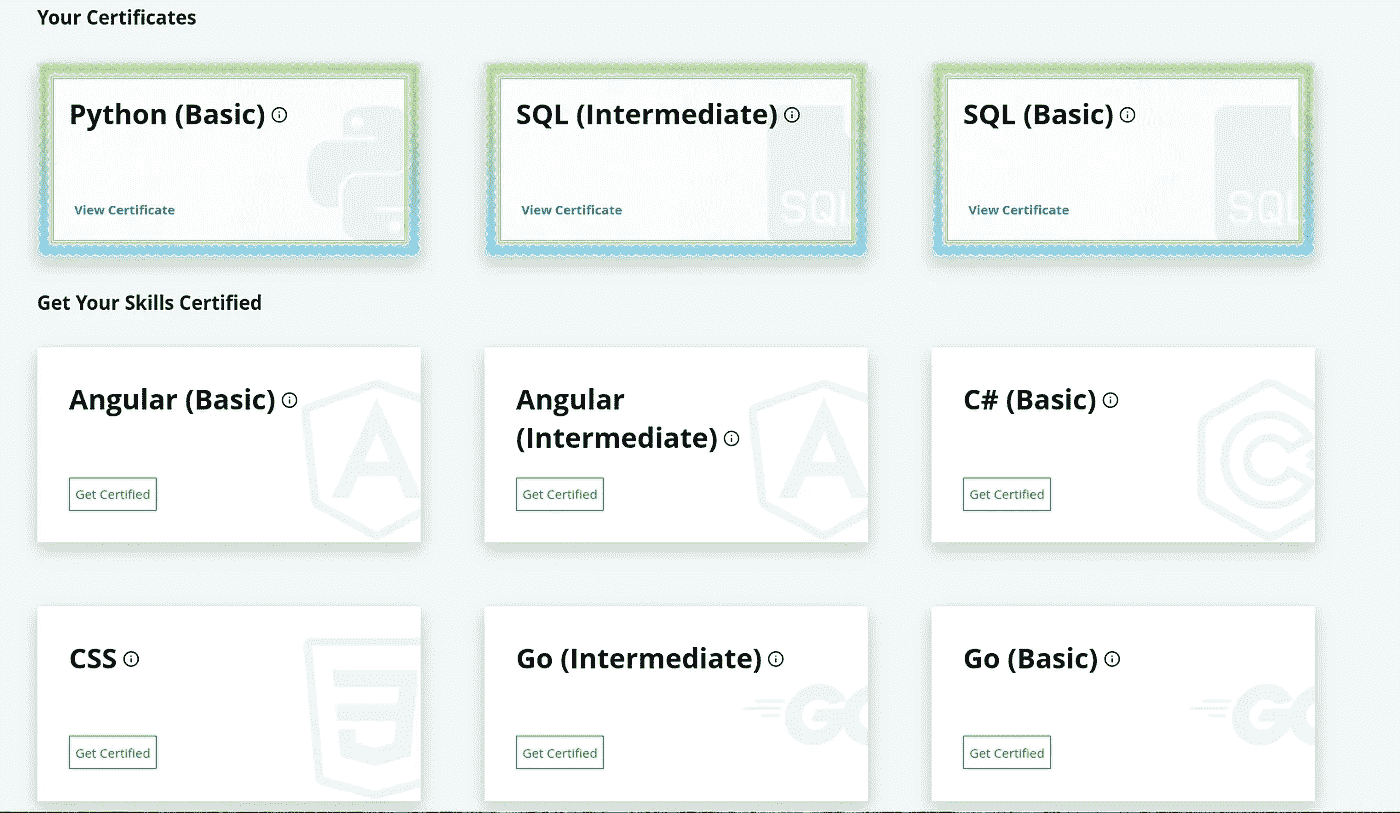 Your Certificates
Python (Basic)
SQL (Intermediate)
SQL (Basic)
SQL
SQL
View Certificate
View Certificate
View Certificate
Get Your Skills Certified
Angular (Basic)
Angular
(Intermediate)
C# (Basic)
Get Certified
Get Certified
Get Certified
CSS
Go (Intermediate)
Go (Basic)
GO
GO
Get Certified
Get Certified
Get Certified